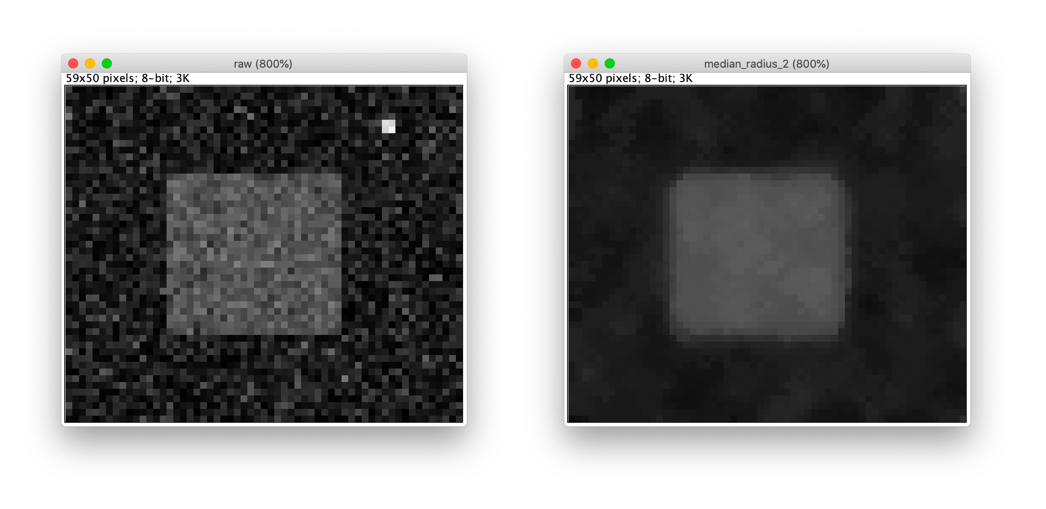 raw (800%)
59x50 pixels; 8-bit; 3K
median_radius_2 (800%)
59x50 pixels; 8-bit; 3K